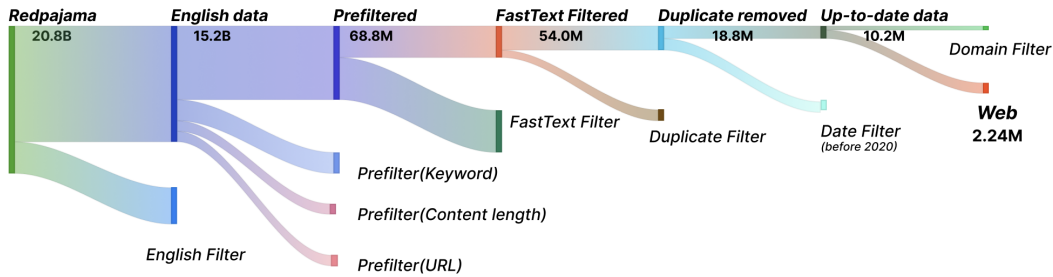 Redpajama
English data
Prefiltered
FastText Filtered
Duplicate removed
Up-to-date data
20.8B
15.2B
68.8M
54.0M
18.8M
10.2M
Domain Filter
Web
2.24M
FastText Filter
Duplicate Filter
Date Filter
(before 2020)
Prefilter(Keyword)
Prefilter(Content length)
English Filter
Prefilter(URL)